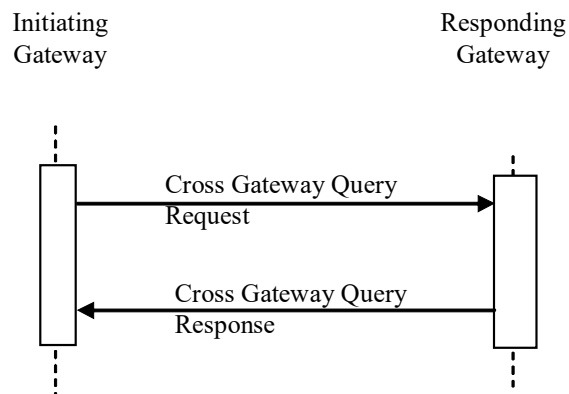 Initiating
Gateway
Responding
Gateway
Cross Gateway Query
Request
Cross Gateway Query
Response